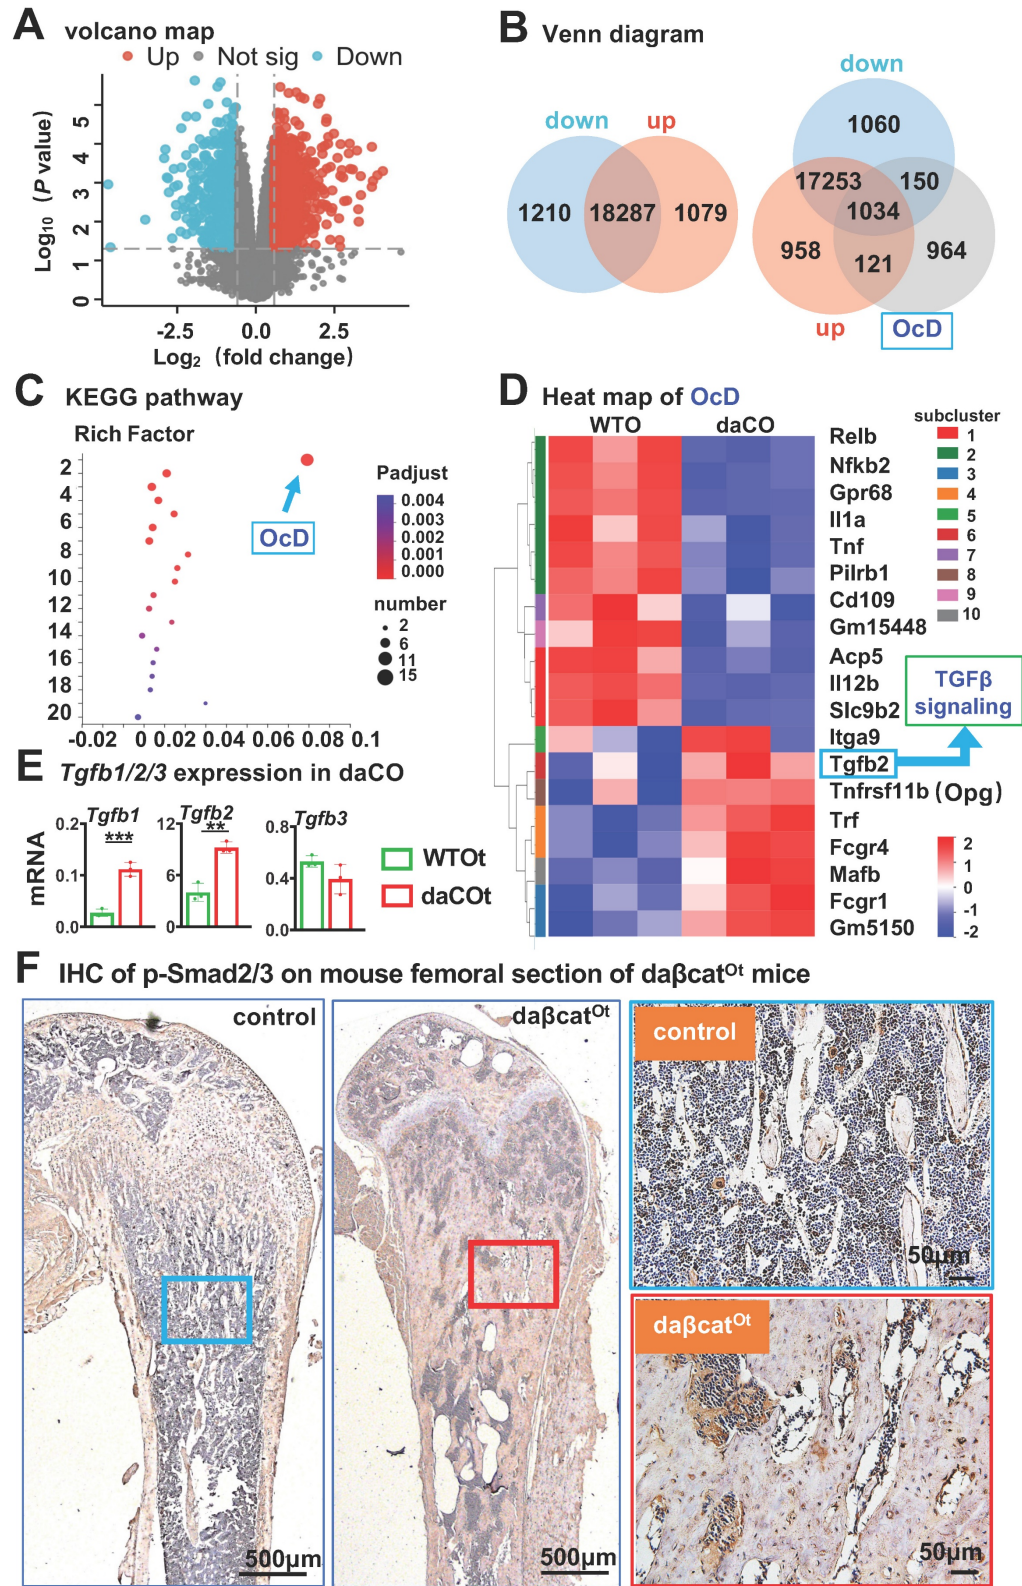 A volcano map
Up Not sig Down
Log10 (P value)
5
4
3
2
1
0
-2.5 0.0 2.5
Log2 (fold change)
B Venn diagram
down up
1210 18287 1079
down
1060
17253 150
1034
958 121 964
up OcD
C KEGG pathway
Rich Factor
2
4
6
8
10
12
14
16
18
20
-0.02 0 0.02 0.04 0.06 0.08 0.1
OcD
Padjust
0.004
0.003
0.002
0.001
0.000
number
2
6
11
15
D Heat map of OcD
WTO daCO
Relb
Nfkb2
Gpr68
Il1a
Tnf
Pilrb1
Cd109
Gm15448
Acp5
Il12b
Slc9b2
Itga9
Tgfb2
Tnfrsf11b (Opg)
Trf
Fcgr4
Mafb
Fcgr1
Gm5150
subcluster
1
2
3
4
5
6
7
8
9
10
TGFβ
signaling
2
1
0
-1
-2
E Tgfb1/2/3 expression in daCO
mRNA
Tgfb1
***
0.2
0.1
0.0
Tgfb2
**
12
6
0
Tgfb3
0.8
0.4
0.0
WTOt
daCOt
F IHC of p-Smad2/3 on mouse femoral section of daβcatOt mice
control
500µm
daβcatOt
500µm
control
50µm
daβcatOt
50µm